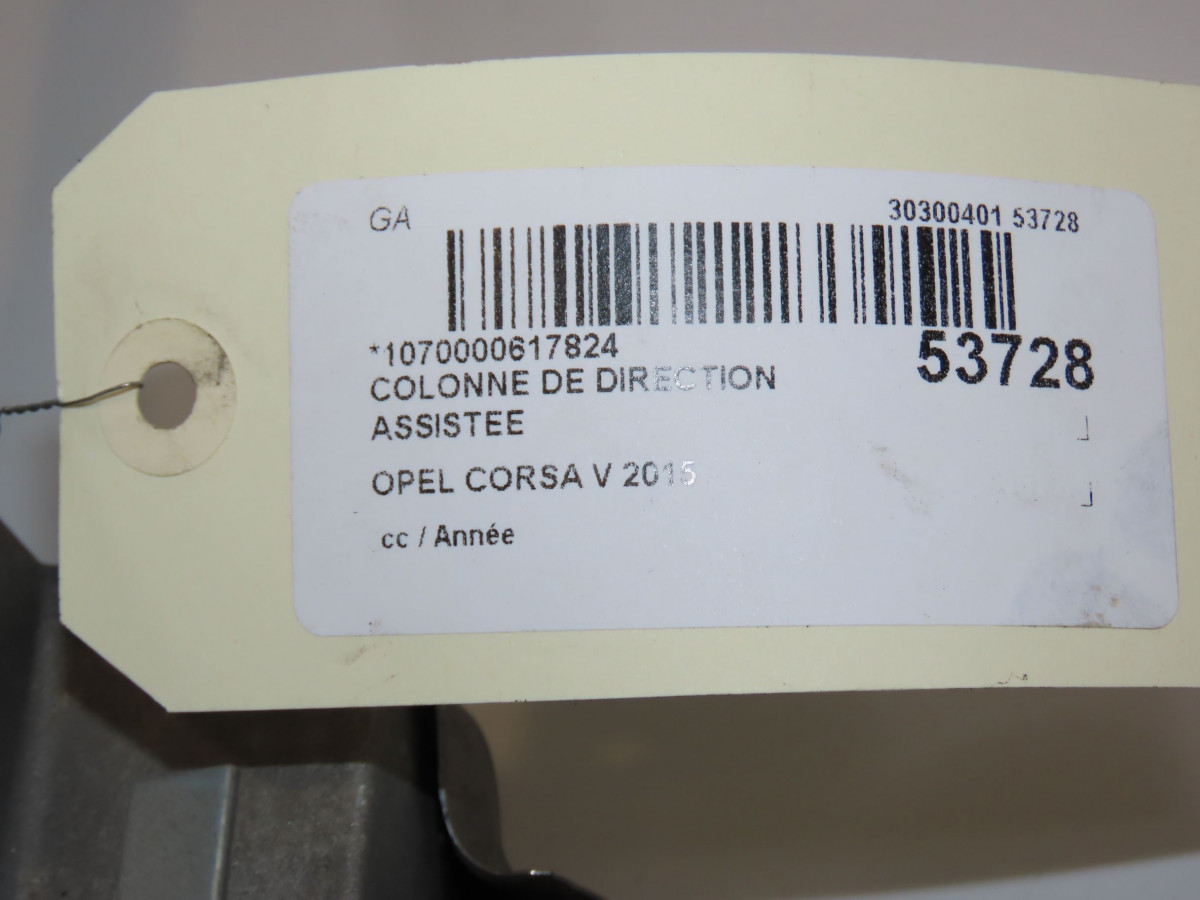 GA
30300401 53728
*1070000617824
53728
COLONNE DE DIRECTION
ASSISTEE
OPEL CORSA V 2015
cc / Année